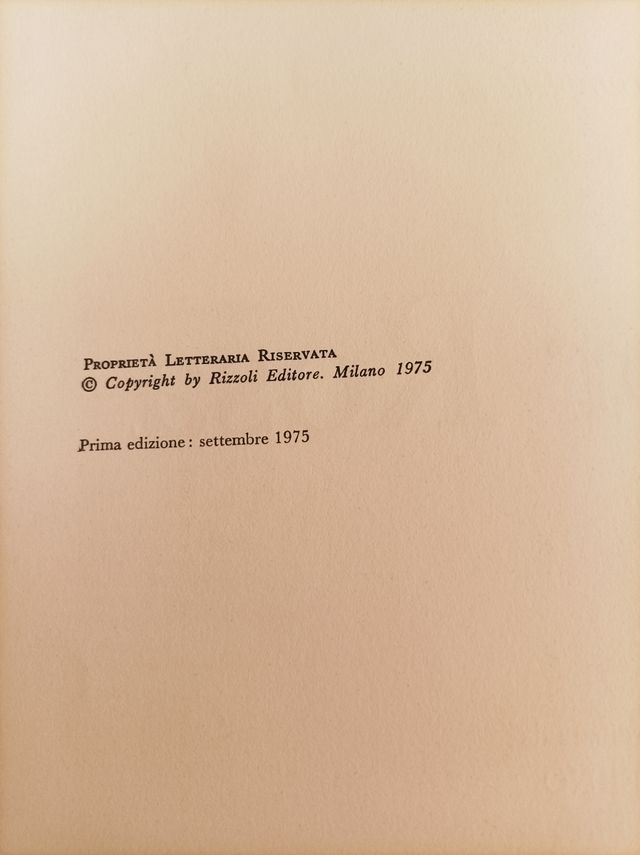 Proprietà Letteraria Riservata
© Copyright by Rizzoli Editore. Milano 1975
Prima edizione: settembre 1975